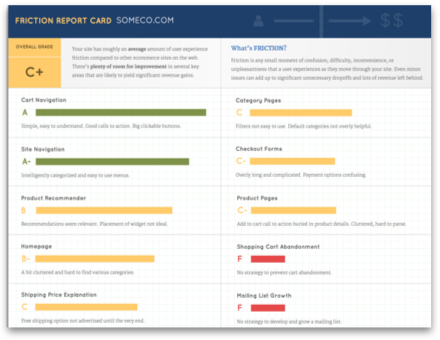 FRICTION REPORT CARD SOMECO.COM
$$
OVERALL GRADE
C+
Your site has roughly an average amount of user experience
friction compared to other ecommerce sites on the web.
There's plenty of room for improvement in several key
areas that are likely to yield significant revenue gains.
What's FRICTION?
Friction is any small moment of confusion, difficulty, inconvenience, or
unpleasantness that a user experiences as they move through your site. Even minor
issues can add up to significant unnecessary dropoffs and lots of revenue left behind.
Cart Navigation
A
Simple, easy to understand. Good calls to action. Big clickable buttons.
Category Pages
C
Filters not easy to use. Default categories not overly helpful.
Site Navigation
A-
Intelligently categorized and easy to use menus.
Checkout Forms
C-
Overly long and complicated. Payment options confusing.
Product Recommender
B
Recommendations seem relevant. Placement of widget not ideal.
Product Pages
C-
Add to cart call to action buried in product details. Cluttered, hard to parse.
Homepage
B-
A bit cluttered and hard to find various categories.
Shopping Cart Abandonment
F
No strategy to prevent cart abandonment.
Shipping Price Explanation
C
Free shipping option not advertised until the very end.
Mailing List Growth
F
No strategy to develop and grow a mailing list.